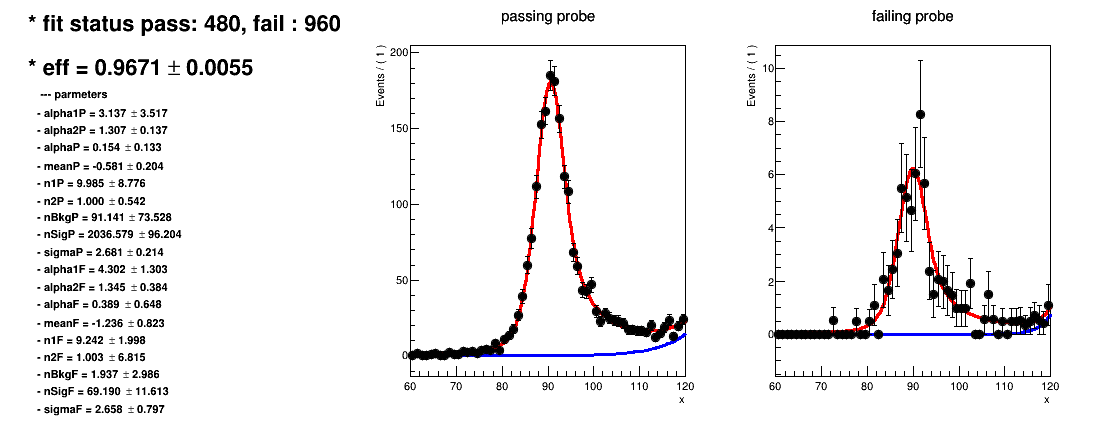 * fit status pass: 480, fail : 960
* eff = 0.9671 ± 0.0055
--- parmeters
- alpha1P = 3.137 ± 3.517
- alpha2P = 1.307 ± 0.137
- alphaP = 0.154 ± 0.133
- meanP = -0.581 ± 0.204
- n1P = 9.985 ± 8.776
- n2P = 1.000 ± 0.542
- nBkgP = 91.141 ± 73.528
- nSigP = 2036.579 ± 96.204
- sigmaP = 2.681 ± 0.214
- alpha1F = 4.302 ± 1.303
- alpha2F = 1.345 ± 0.384
- alphaF = 0.389 ± 0.648
- meanF = -1.236 ± 0.823
- n1F = 9.242 ± 1.998
- n2F = 1.003 ± 6.815
- nBkgF = 1.937 ± 2.986
- nSigF = 69.190 ± 11.613
- sigmaF = 2.658 ± 0.797
passing probe
Events / ( 1 )
200
150
100
50
0
60 70 80 90 100 110 120
x
failing probe
Events / ( 1 )
10
8
6
4
2
0
60 70 80 90 100 110 120
x